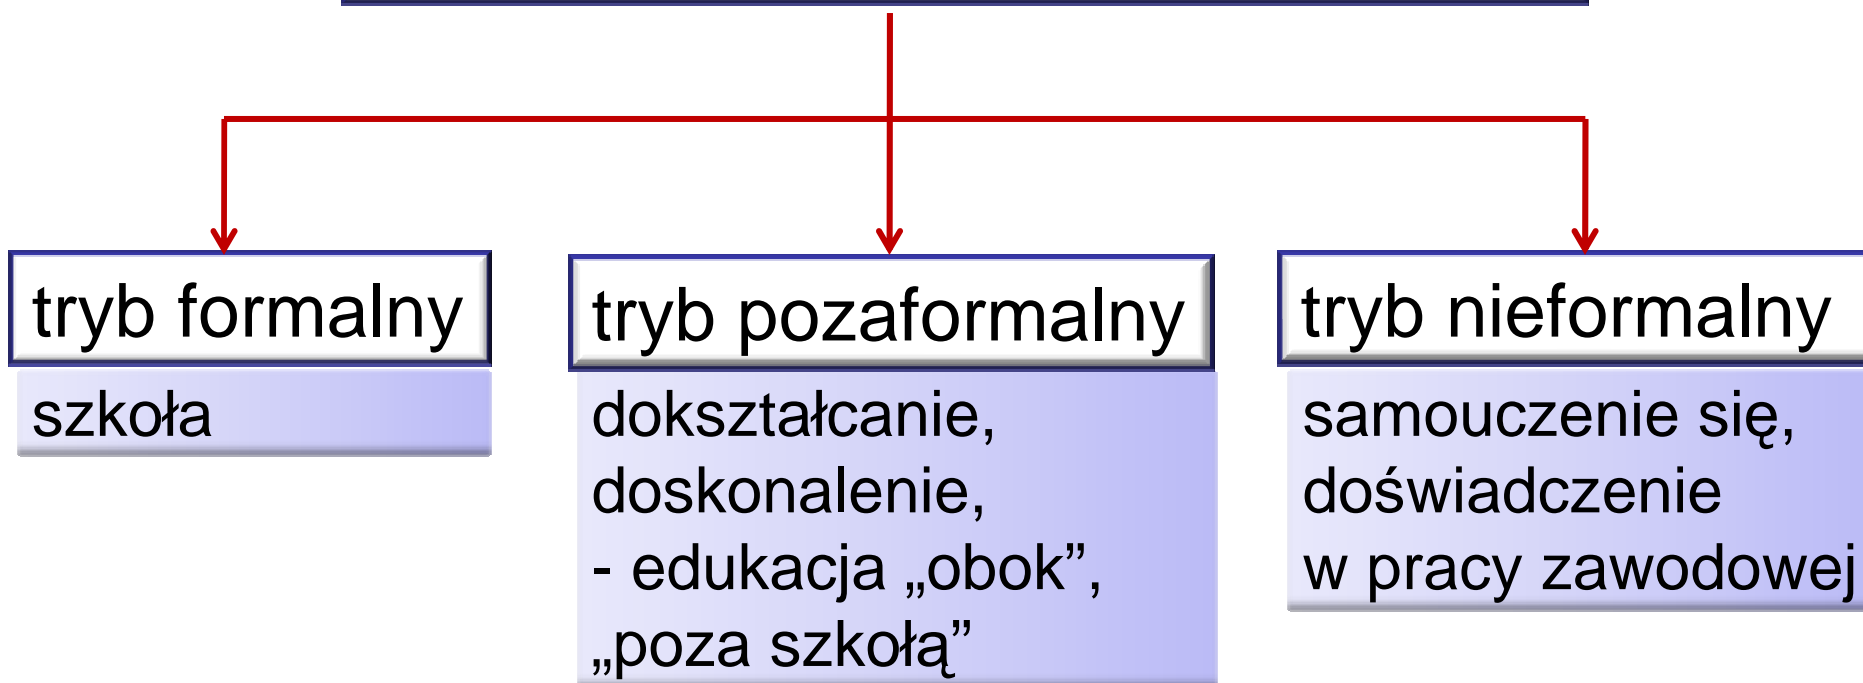 tryb formalny
szkoła
tryb pozaformalny
dokształcanie,
doskonalenie,
- edukacja „obok”,
„poza szkołą”
tryb nieformalny
samouczenie się,
doświadczenie
w pracy zawodowej